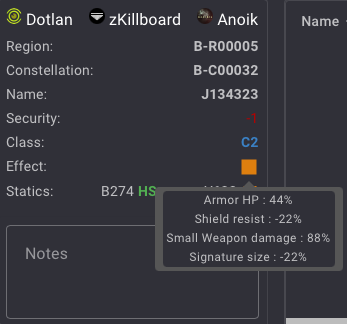 Dotlan zKillboard Anoik
Name
Region: B-R00005
Constellation: B-C00032
Name: J134323
Security: -1
Class: C2
Effect:
Statics: B274 HS
Armor HP : 44%
Shield resist : -22%
Small Weapon damage : 88%
Signature size : -22%
Notes